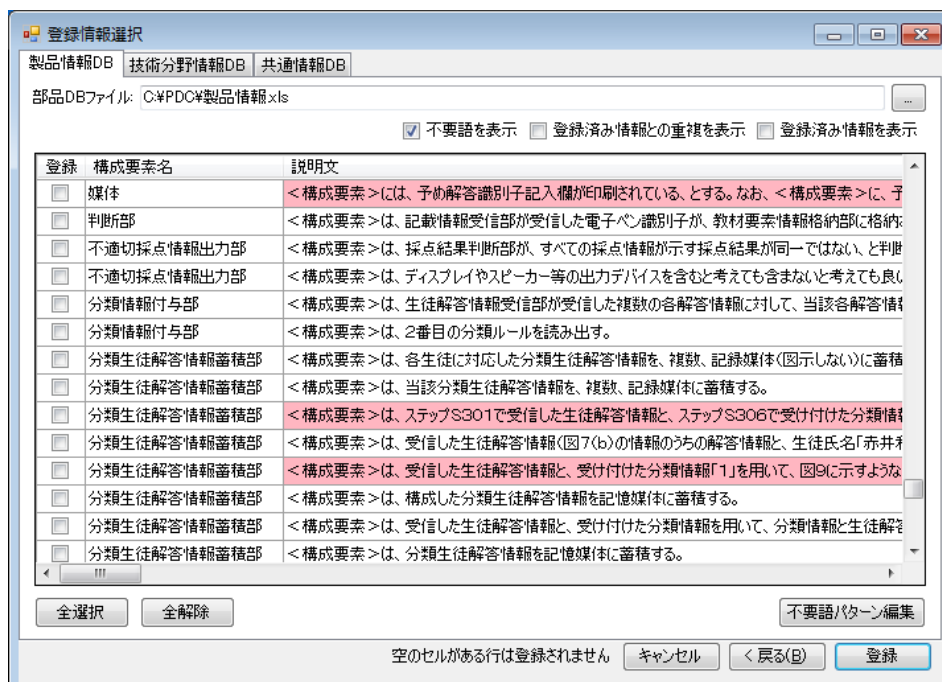 登録情報選択
製品情報DB 技術分野情報DB 共通情報DB
部品DBファイル: C:¥PDC¥製品情報.xls ...
不要語を表示 登録済み情報との重複を表示 登録済み情報を表示
登録 構成要素名 説明文
媒体 <構成要素>には、予め解答識別子記入欄が印刷されている、とする。なお、<構成要素>に、予
判断部 <構成要素>は、記載情報受信部が受信した電子ペン識別子が、教材要素情報格納部に格納
不適切採点情報出力部 <構成要素>は、採点結果判断部が、すべての採点情報が示す採点結果が同一ではない、と判断
不適切採点情報出力部 <構成要素>は、ディスプレイやスピーカー等の出力デバイスを含むと考えても含まないと考えても良い
分類情報付与部 <構成要素>は、生徒解答情報受信部が受信した複数の各解答情報に対して、当該各解答情報
分類情報付与部 <構成要素>は、2番目の分類ルールを読み出す。
分類生徒解答情報蓄積部 <構成要素>は、各生徒に対応した分類生徒解答情報を、複数、記録媒体(図示しない)に蓄積
分類生徒解答情報蓄積部 <構成要素>は、当該分類生徒解答情報を、複数、記録媒体に蓄積する。
分類生徒解答情報蓄積部 <構成要素>は、ステップS301で受信した生徒解答情報と、ステップS306で受け付けた分類情報
分類生徒解答情報蓄積部 <構成要素>は、受信した生徒解答情報(図7(b)の情報のうちの解答情報と、生徒氏名「赤井
分類生徒解答情報蓄積部 <構成要素>は、受信した生徒解答情報と、受け付けた分類情報「1」を用いて、図9に示すような
分類生徒解答情報蓄積部 <構成要素>は、構成した分類生徒解答情報を記憶媒体に蓄積する。
分類生徒解答情報蓄積部 <構成要素>は、受信した生徒解答情報と、受け付けた分類情報を用いて、分類情報と生徒解答
分類生徒解答情報蓄積部 <構成要素>は、分類生徒解答情報を記憶媒体に蓄積する。
全選択 全解除 不要語パターン編集
空のセルがある行は登録されません キャンセル < 戻る(B) 登録